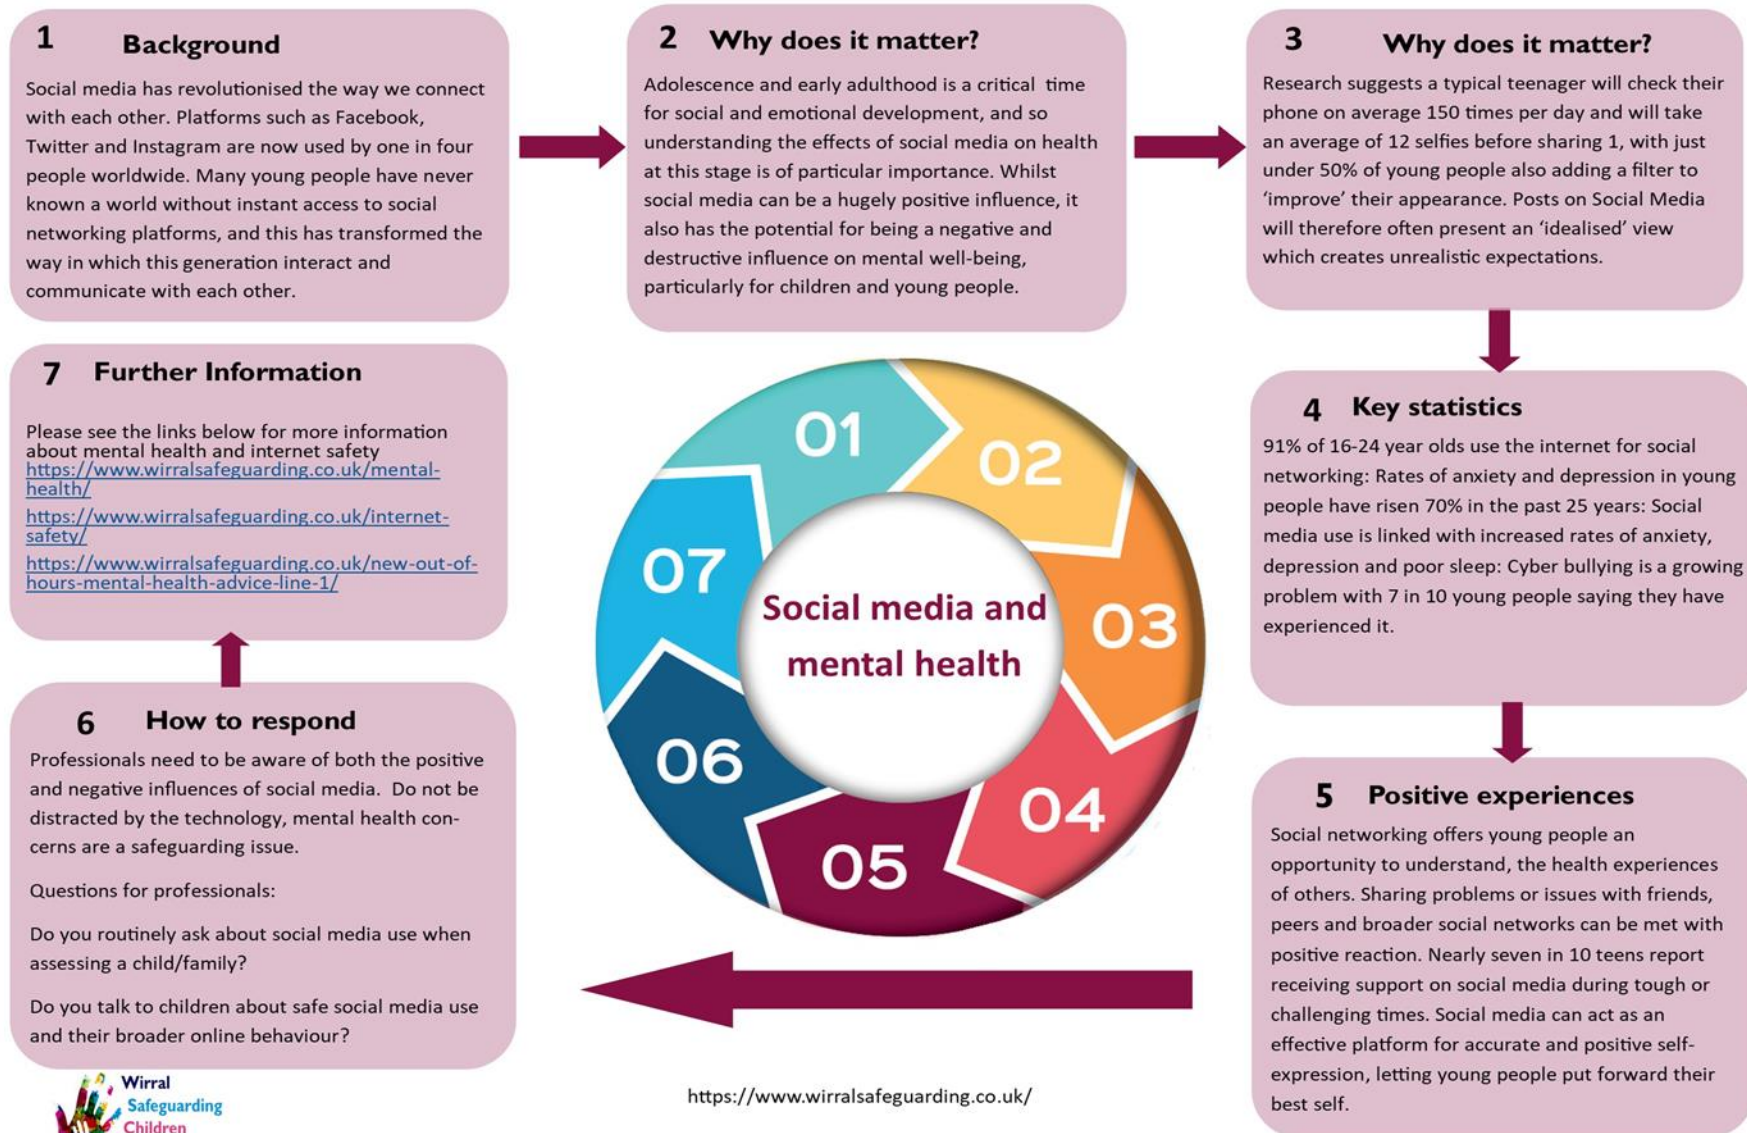 1 Background
Social media has revolutionised the way we connect
with each other. Platforms such as Facebook,
Twitter and Instagram are now used by one in four
people worldwide. Many young people have never
known a world without instant access to social
networking platforms, and this has transformed the
way in which this generation interact and
communicate with each other.
2 Why does it matter?
Adolescence and early adulthood is a critical time
for social and emotional development, and so
understanding the effects of social media on health
at this stage is of particular importance. Whilst
social media can be a hugely positive influence, it
also has the potential for being a negative and
destructive influence on mental well-being,
particularly for children and young people.
3 Why does it matter?
Research suggests a typical teenager will check their
phone on average 150 times per day and will take
an average of 12 selfies before sharing 1, with just
under 50% of young people also adding a filter to
‘improve’ their appearance. Posts on Social Media
will therefore often present an ‘idealised’ view
which creates unrealistic expectations.
4 Key statistics
91% of 16-24 year olds use the internet for social
networking: Rates of anxiety and depression in young
people have risen 70% in the past 25 years: Social
media use is linked with increased rates of anxiety,
depression and poor sleep: Cyber bullying is a growing
problem with 7 in 10 young people saying they have
experienced it.
5 Positive experiences
Social networking offers young people an
opportunity to understand, the health experiences
of others. Sharing problems or issues with friends,
peers and broader social networks can be met with
positive reaction. Nearly seven in 10 teens report
receiving support on social media during tough or
challenging times. Social media can act as an
effective platform for accurate and positive self-
expression, letting young people put forward their
best self.
6 How to respond
Professionals need to be aware of both the positive
and negative influences of social media. Do not be
distracted by the technology, mental health con-
cerns are a safeguarding issue.
Questions for professionals:
Do you routinely ask about social media use when
assessing a child/family?
Do you talk to children about safe social media use
and their broader online behaviour?
7 Further Information
Please see the links below for more information
about mental health and internet safety
https://www.wirralsafeguarding.co.uk/mental-
health/
https://www.wirralsafeguarding.co.uk/internet-
safety/
https://www.wirralsafeguarding.co.uk/new-out-of-
hours-mental-health-advice-line-1/
01
02
03
04
05
06
07
Social media and
mental health
https://www.wirralsafeguarding.co.uk/
Wirral
Safeguarding
Children